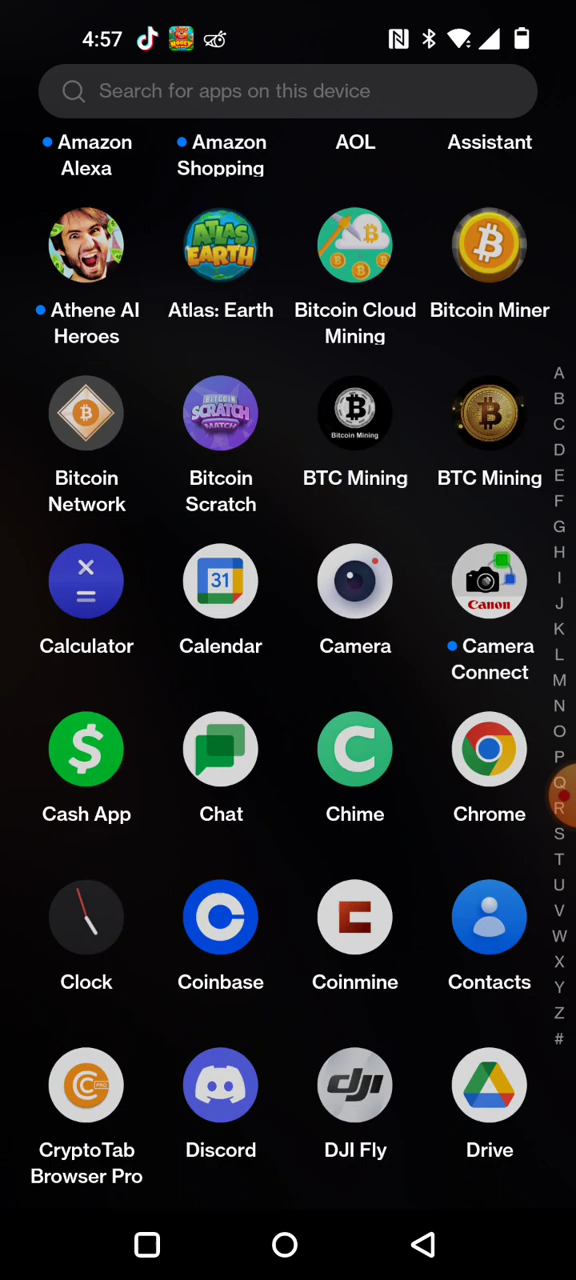 4:57
Search for apps on this device
Amazon Alexa
Amazon Shopping
AOL
Assistant
ATLAS EARTH
Athene AI Heroes
Atlas: Earth
Bitcoin Cloud Mining
Bitcoin Miner
BITCOIN SCRATCH MATCH
Bitcoin Mining
Bitcoin Network
Bitcoin Scratch
BTC Mining
BTC Mining
31
Canon
Calculator
Calendar
Camera
Camera Connect
Cash App
Chat
Chime
Chrome
Clock
Coinbase
Coinmine
Contacts
PRO
dji
CryptoTab Browser Pro
Discord
DJI Fly
Drive
A
B
C
D
E
F
G
H
I
J
K
L
M
N
O
P
Q
R
S
T
U
V
W
X
Y
Z
#